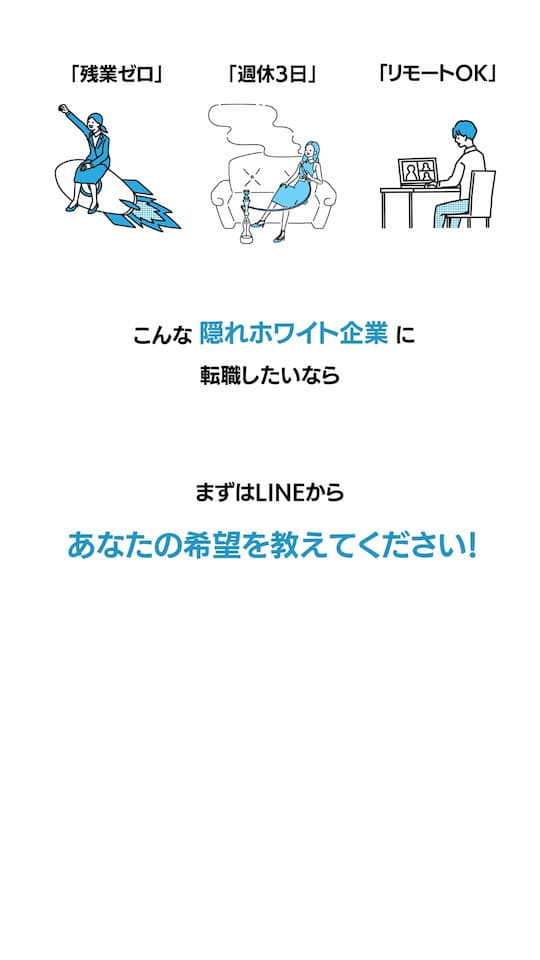 「残業ゼロ」
「週休3日」
「リモートOK」
こんな 隠れホワイト企業 に
転職したいなら
まずはLINEから
あなたの希望を教えてください!